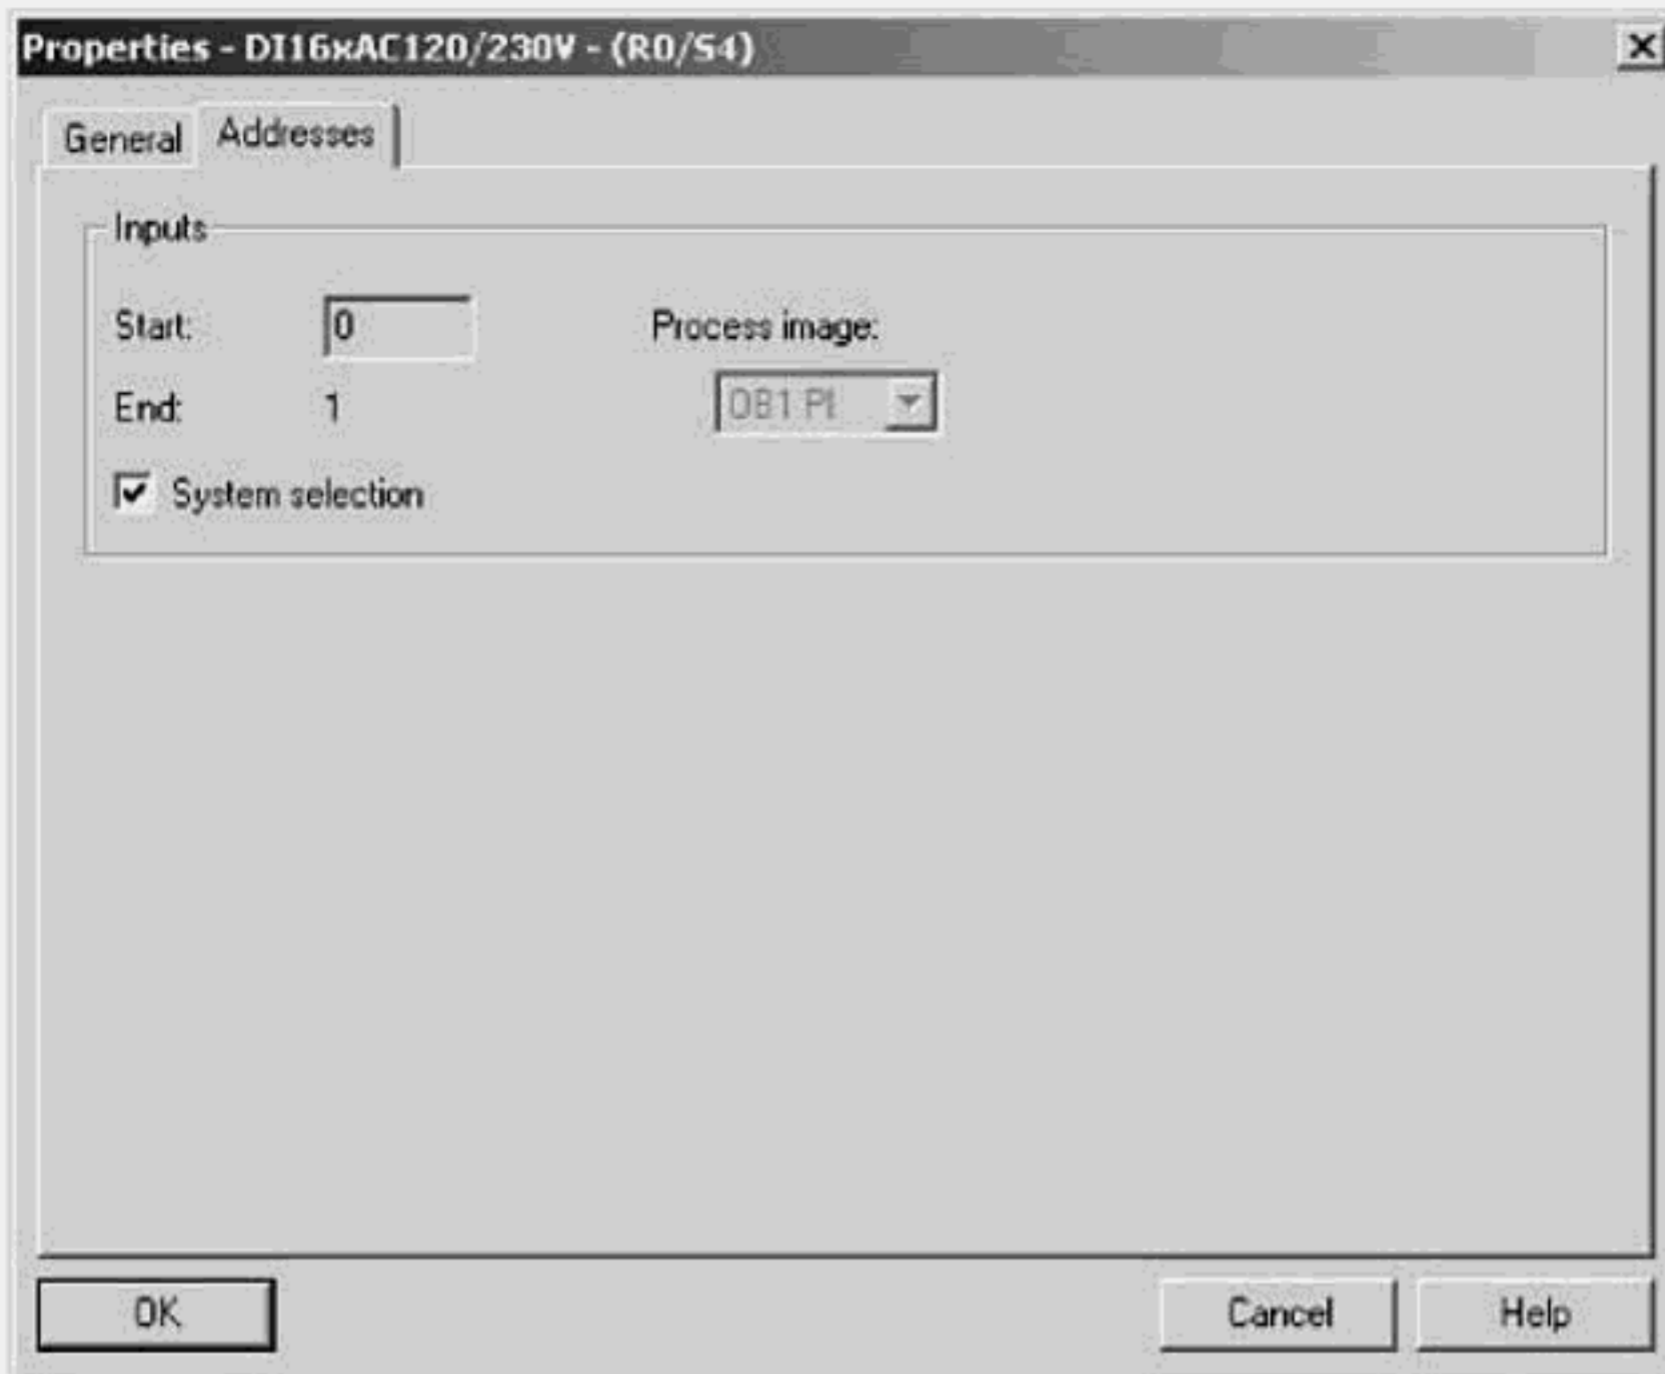 Properties - DI16xAC120/230V - (R0/S4)
General Addresses
Inputs
Start: 0 Process image:
End: 1 OB1 PI
System selection
OK Cancel Help